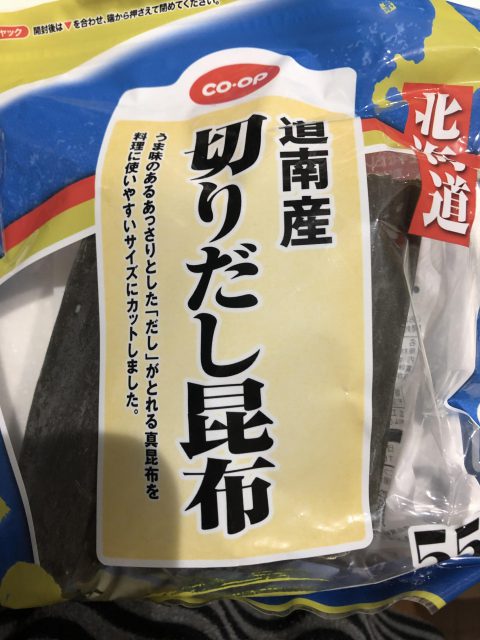 ャック
開封後は▼を合わせ、端から押さえて閉めてください。
CO・OP
北海道
道南産
切りだし昆布
うま味のあるあっさりとした「だし」がとれる真昆布を
料理に使いやすいサイズにカットしました。
55